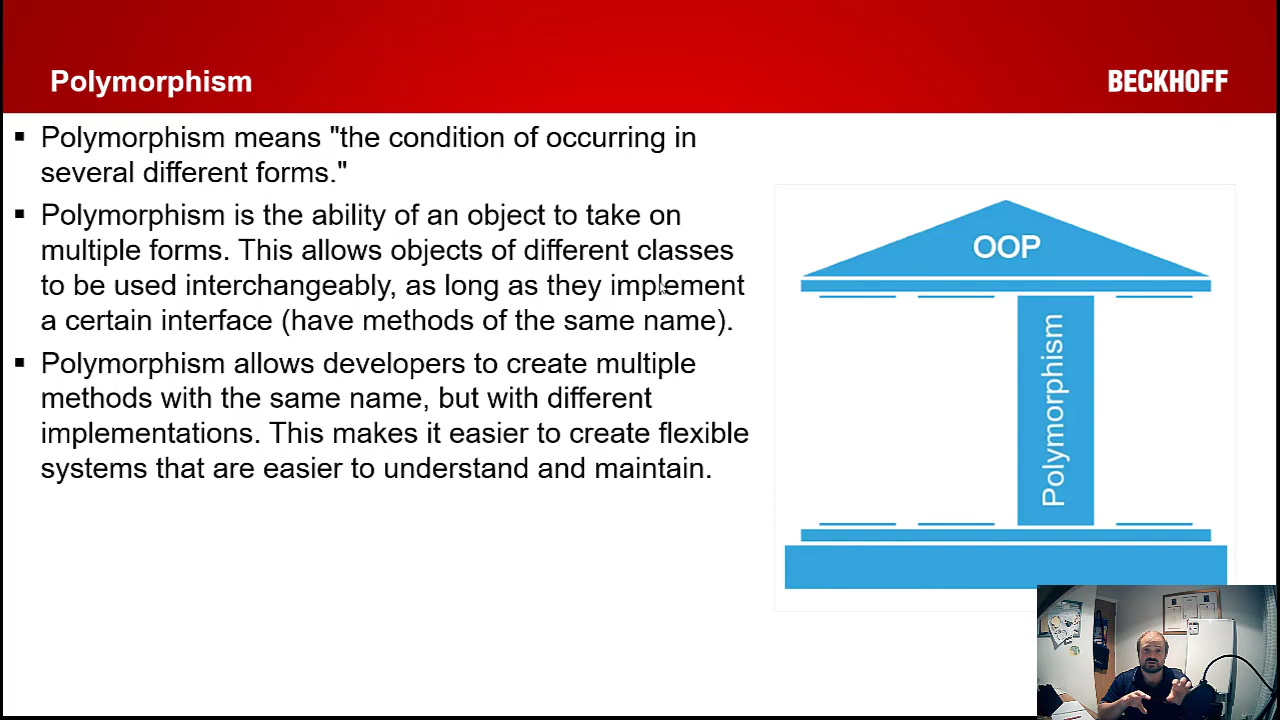 Polymorphism
BECKHOFF
▪ Polymorphism means "the condition of occurring in
several different forms."
▪ Polymorphism is the ability of an object to take on
multiple forms. This allows objects of different classes
to be used interchangeably, as long as they implement
a certain interface (have methods of the same name).
▪ Polymorphism allows developers to create multiple
methods with the same name, but with different
implementations. This makes it easier to create flexible
systems that are easier to understand and maintain.
OOP
Polymorphism